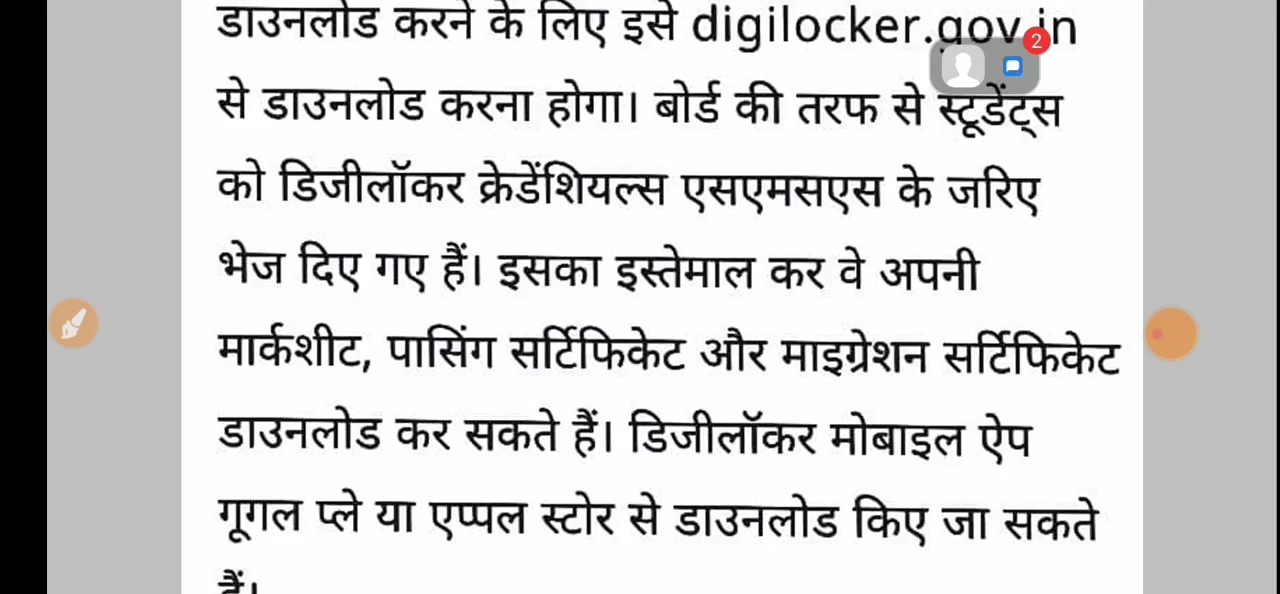 डाउनलोड करने के लिए इसे digilocker.gov.in
2
से डाउनलोड करना होगा। बोर्ड की तरफ से स्टूडेंट्स
को डिजीलॉकर क्रेडेंशियल्स एसएमसएस के जरिए
भेज दिए गए हैं। इसका इस्तेमाल कर वे अपनी
मार्कशीट, पासिंग सर्टिफिकेट और माइग्रेशन सर्टिफिकेट
डाउनलोड कर सकते हैं। डिजीलॉकर मोबाइल ऐप
गूगल प्ले या एप्पल स्टोर से डाउनलोड किए जा सकते
हैं।